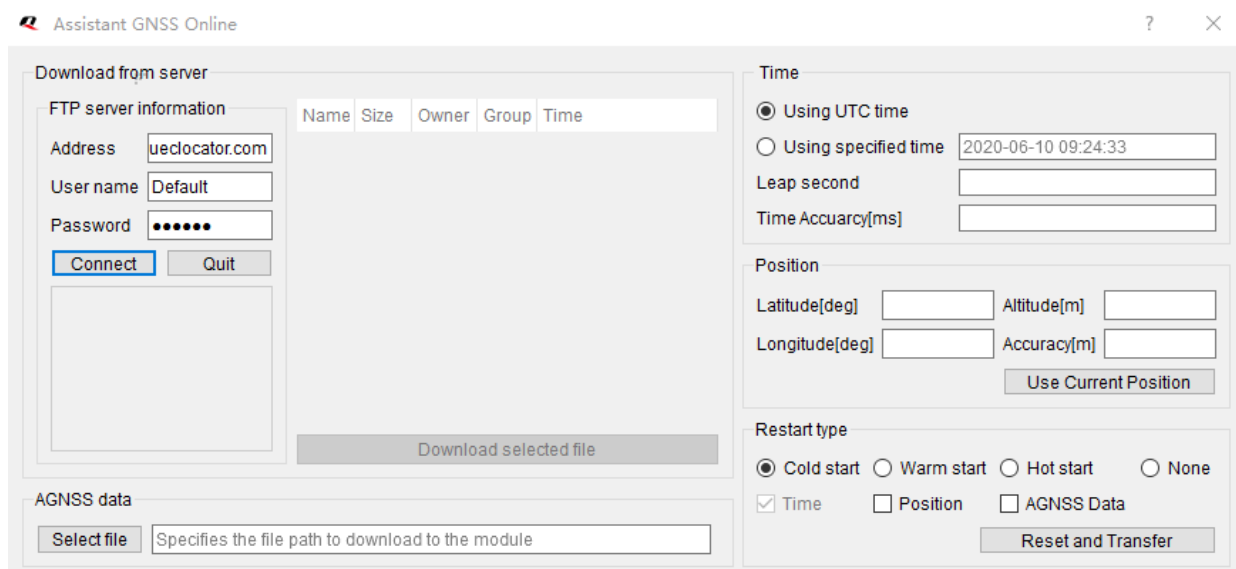 Assistant GNSS Online
?
Download from server
FTP server information
Address
ueclocator.com
User name
Default
Password
●●●●●●
Connect
Quit
Name
Size
Owner
Group
Time
Download selected file
AGNSS data
Select file
Specifies the file path to download to the module
Time
Using UTC time
Using specified time
2020-06-10 09:24:33
Leap second
Time Accuarcy[ms]
Position
Latitude[deg]
Altitude[m]
Longitude[deg]
Accuracy[m]
Use Current Position
Restart type
Cold start
Warm start
Hot start
None
Time
Position
AGNSS Data
Reset and Transfer